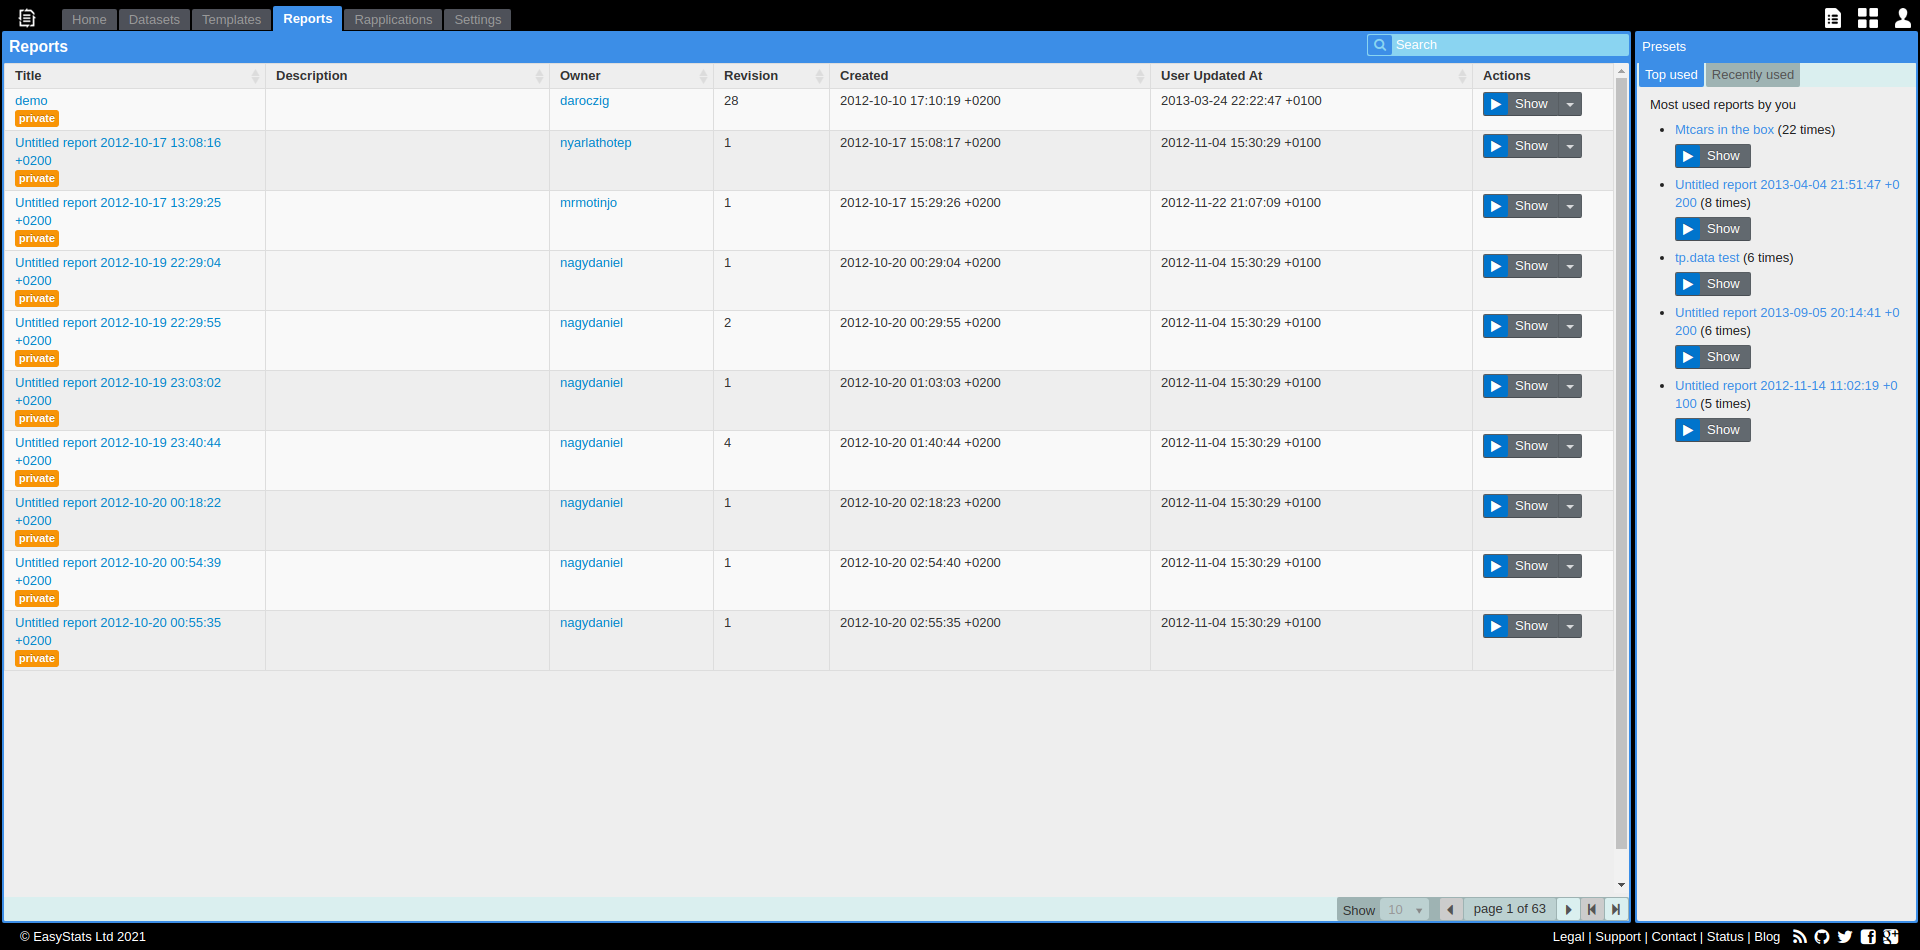 Home Datasets Templates Reports Rapplications Settings
Reports
Search
Title Description Owner Revision Created User Updated At Actions
demo daroczig 28 2012-10-10 17:10:19 +0200 2013-03-24 22:22:47 +0100 Show
private
Untitled report 2012-10-17 13:08:16 nyarlathotep 1 2012-10-17 15:08:17 +0200 2012-11-04 15:30:29 +0100 Show
+0200
private
Untitled report 2012-10-17 13:29:25 mrmotinjo 1 2012-10-17 15:29:26 +0200 2012-11-22 21:07:09 +0100 Show
+0200
private
Untitled report 2012-10-19 22:29:04 nagydaniel 1 2012-10-20 00:29:04 +0200 2012-11-04 15:30:29 +0100 Show
+0200
private
Untitled report 2012-10-19 22:29:55 nagydaniel 2 2012-10-20 00:29:55 +0200 2012-11-04 15:30:29 +0100 Show
+0200
private
Untitled report 2012-10-19 23:03:02 nagydaniel 1 2012-10-20 01:03:03 +0200 2012-11-04 15:30:29 +0100 Show
+0200
private
Untitled report 2012-10-19 23:40:44 nagydaniel 4 2012-10-20 01:40:44 +0200 2012-11-04 15:30:29 +0100 Show
+0200
private
Untitled report 2012-10-20 00:18:22 nagydaniel 1 2012-10-20 02:18:23 +0200 2012-11-04 15:30:29 +0100 Show
+0200
private
Untitled report 2012-10-20 00:54:39 nagydaniel 1 2012-10-20 02:54:40 +0200 2012-11-04 15:30:29 +0100 Show
+0200
private
Untitled report 2012-10-20 00:55:35 nagydaniel 1 2012-10-20 02:55:35 +0200 2012-11-04 15:30:29 +0100 Show
+0200
private
Show 10 page 1 of 63
Presets
Top used Recently used
Most used reports by you
Mtcars in the box (22 times)
Show
Untitled report 2013-04-04 21:51:47 +0
200 (8 times)
Show
tp.data test (6 times)
Show
Untitled report 2013-09-05 20:14:41 +0
200 (6 times)
Show
Untitled report 2012-11-14 11:02:19 +0
100 (5 times)
Show
© EasyStats Ltd 2021
Legal | Support | Contact | Status | Blog